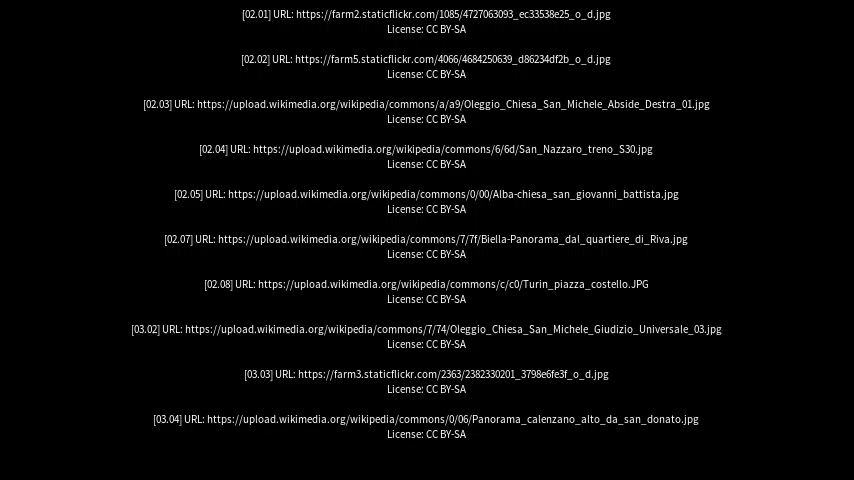 [02.01] URL: https://farm2.staticflickr.com/1085/4727063093_ec33538e25_o_d.jpg
License: CC BY-SA
[02.02] URL: https://farm5.staticflickr.com/4066/4684250639_d86234df2b_o_d.jpg
License: CC BY-SA
[02.03] URL: https://upload.wikimedia.org/wikipedia/commons/a/a9/Oleggio_Chiesa_San_Michele_Abside_Destra_01.jpg
License: CC BY-SA
[02.04] URL: https://upload.wikimedia.org/wikipedia/commons/6/6d/San_Nazzaro_treno_S30.jpg
License: CC BY-SA
[02.05] URL: https://upload.wikimedia.org/wikipedia/commons/0/00/Alba-chiesa_san_giovanni_battista.jpg
License: CC BY-SA
[02.07] URL: https://upload.wikimedia.org/wikipedia/commons/7/7f/Biella-Panorama_dal_quartiere_di_Riva.jpg
License: CC BY-SA
[02.08] URL: https://upload.wikimedia.org/wikipedia/commons/c/c0/Turin_piazza_costello.JPG
License: CC BY-SA
[03.02] URL: https://upload.wikimedia.org/wikipedia/commons/7/74/Oleggio_Chiesa_San_Michele_Giudizio_Universale_03.jpg
License: CC BY-SA
[03.03] URL: https://farm3.staticflickr.com/2363/2382330201_3798e6fe3f_o_d.jpg
License: CC BY-SA
[03.04] URL: https://upload.wikimedia.org/wikipedia/commons/0/06/Panorama_calenzano_alto_da_san_donato.jpg
License: CC BY-SA